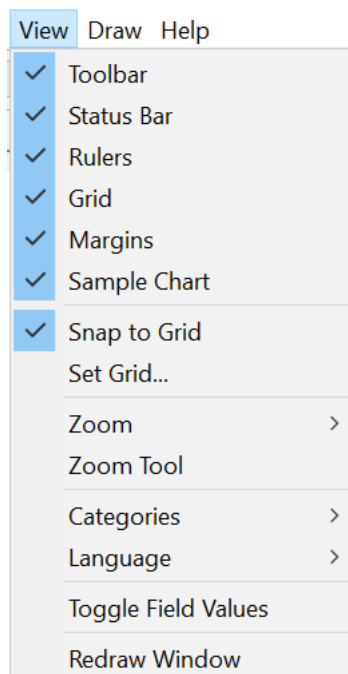 View Draw Help
Toolbar
Status Bar
Rulers
Grid
Margins
Sample Chart
Snap to Grid
Set Grid...
Zoom
Zoom Tool
Categories
Language
Toggle Field Values
Redraw Window